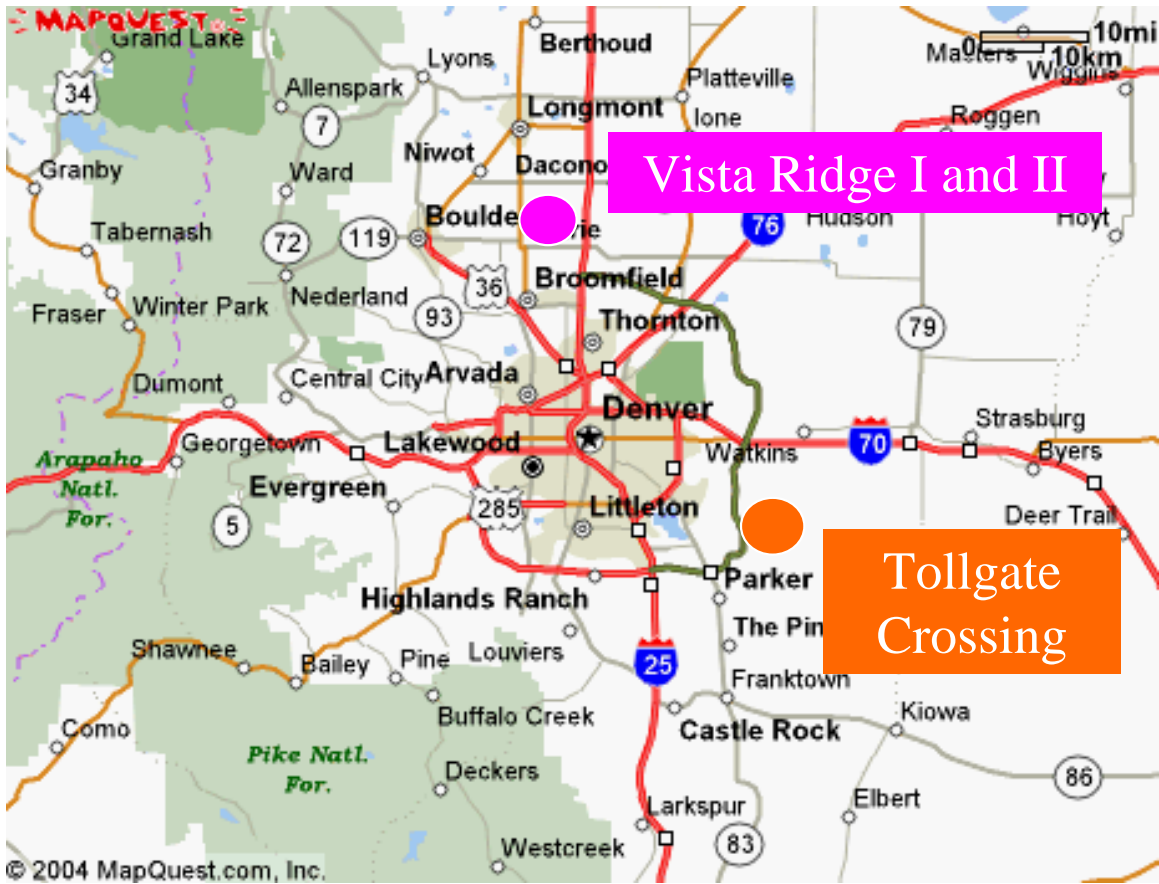 MAPQUEST
Grand Lake
Berthoud
10mi
0
10km
Masters
Wiggins
34
Allenspark
Lyons
Platteville
7
Longmont
Ione
Roggen
Niwot
Dacono
Granby
Ward
Vista Ridge I and II
Boulde
Hudson
Hoyt
Tabernash
72
119
76
36
Broomfield
Nederland
Winter Park
Fraser
93
Thornton
79
Dumont
Central City
Arvada
Denver
Strasburg
Georgetown
Lakewood
Watkins
70
Byers
Arapaho
Natl.
For.
Evergreen
285
Littleton
Deer Trail
5
Tollgate
Crossing
Parker
Highlands Ranch
The Pin
Shawnee
Bailey
Pine
Louviers
25
Franktown
Buffalo Creek
Castle Rock
Kiowa
Como
Pike Natl.
For.
Deckers
86
Larkspur
Elbert
83
Westcreek
© 2004 MapQuest.com, Inc.